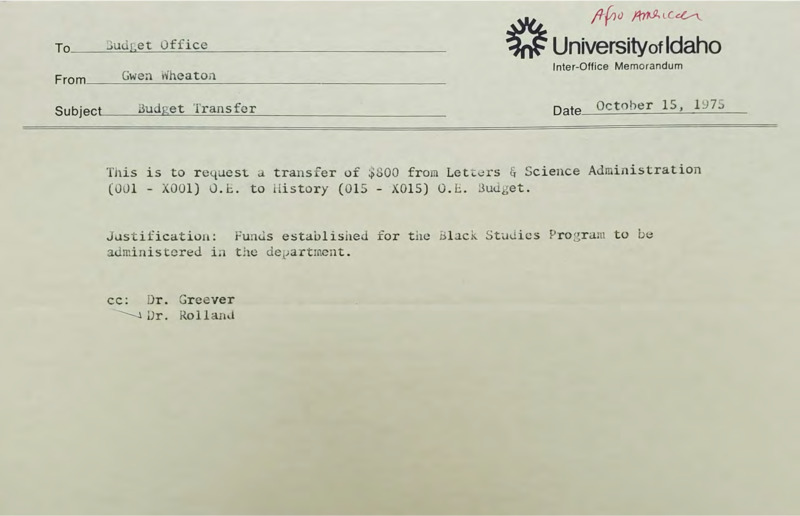 Afro American
To Budget Office
University of Idaho
Inter-Office Memorandum
From Gwen Wheaton
Subject Budget Transfer
Date October 15, 1975
This is to request a transfer of $800 from Letters & Science Administration
(001 - X001) O.E. to History (015 - X015) O.E. Budget.
Justification: Funds established for the Black Studies Program to be
administered in the department.
cc: Dr. Greever
Dr. Rolland